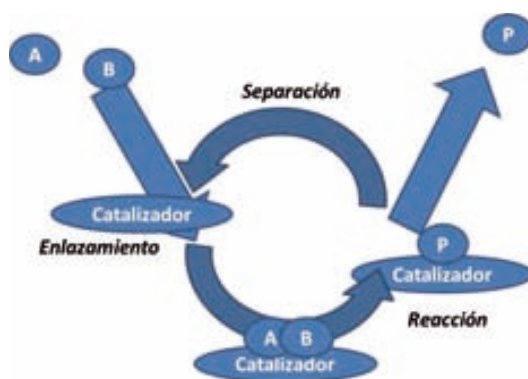 A
B
P
Separación
Catalizador
Enlazamiento
P
Catalizador
Reacción
A B
Catalizador